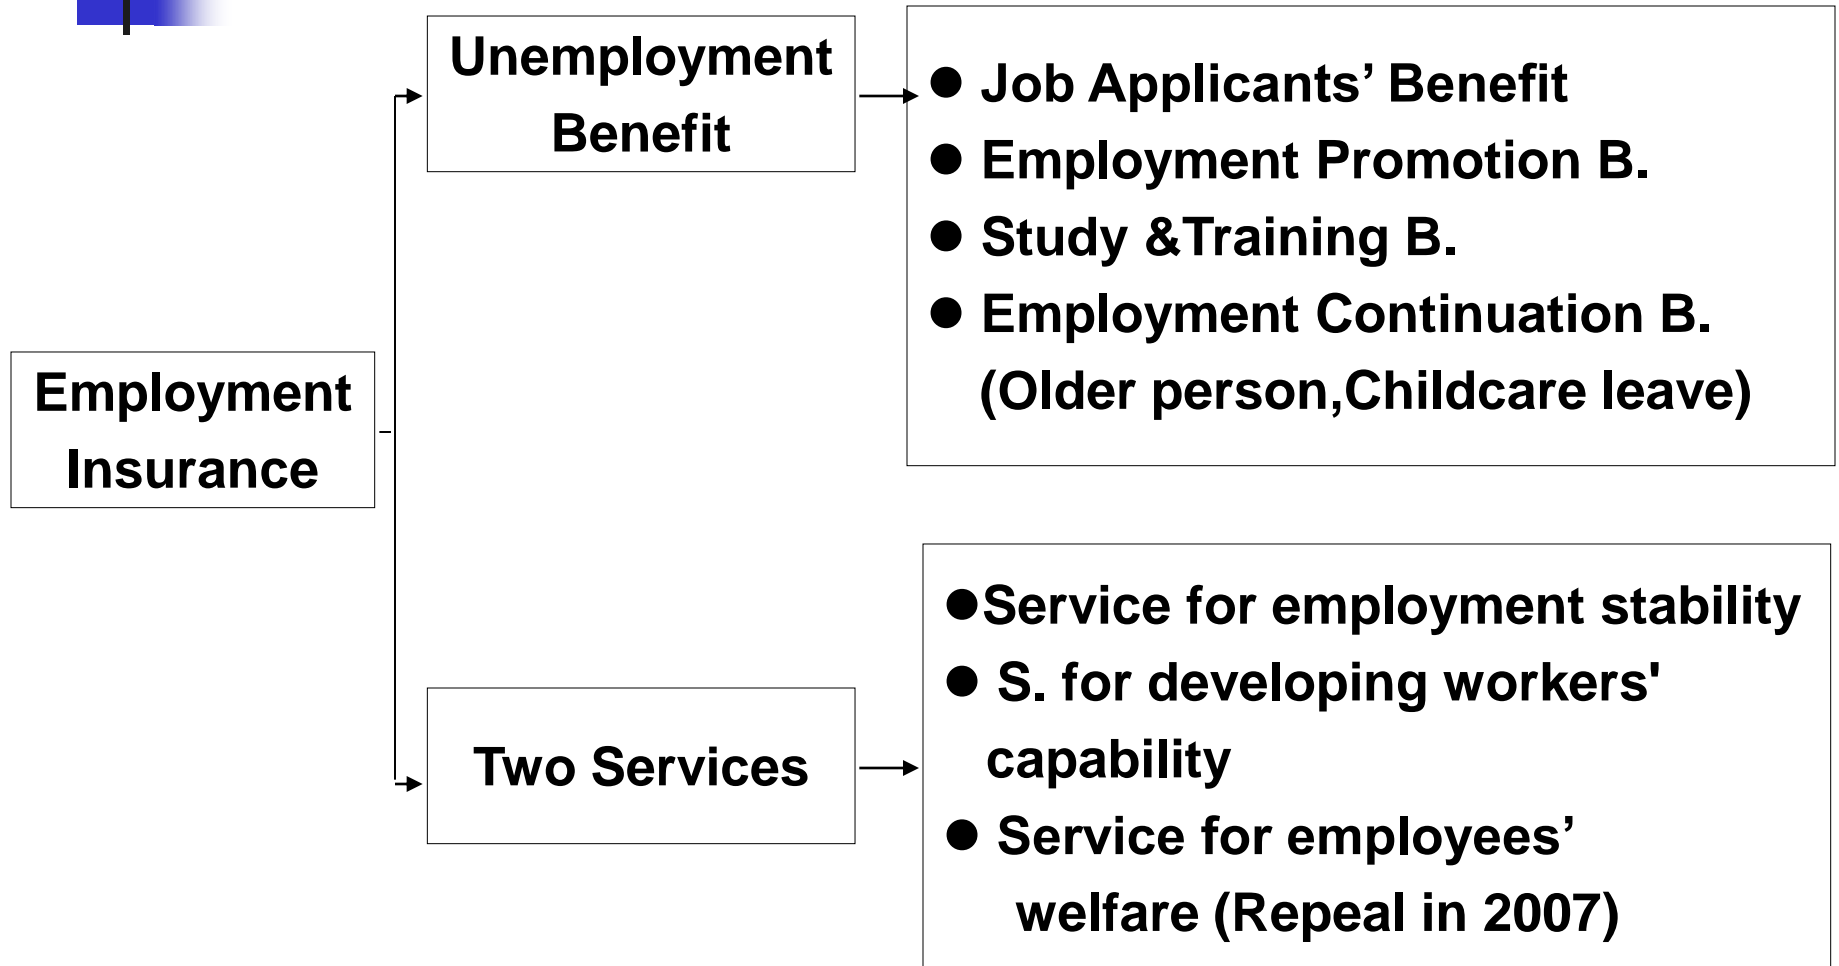 Unemployment
Benefit
● Job Applicants’ Benefit
● Employment Promotion B.
● Study &Training B.
● Employment Continuation B.
(Older person,Childcare leave)
Employment
Insurance
Two Services
●Service for employment stability
● S. for developing workers'
capability
● Service for employees’
welfare (Repeal in 2007)